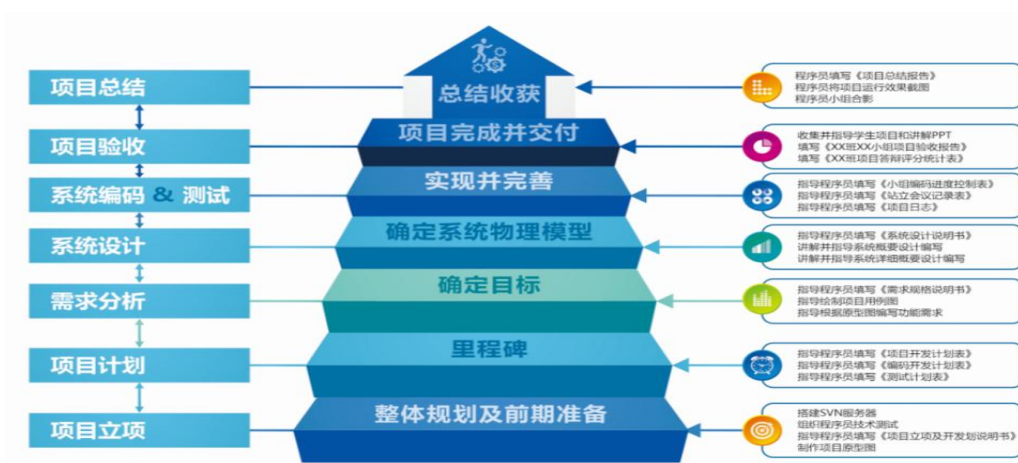 总结收获
项目总结
程序员填写《项目总结报告》
程序员将项目运行效果截图
程序员小组合影
项目验收
项目完成并交付
收集并指导学生项目和讲解PPT
填写《XX班XX小组项目验收报告》
填写《XX班项目答辩评分统计表》
系统编码 & 测试
实现并完善
指导程序员填写《小组编码进度控制表》
指导程序员填写《站立会议记录表》
指导程序员填写《项目日志》
系统设计
确定系统物理模型
指导程序员填写《系统设计说明书》
讲解并指导系统概要设计编写
讲解并指导系统详细概要设计编写
需求分析
确定目标
指导程序员填写《需求规格说明书》
指导绘制项目用例图
指导根据原型图编写功能需求
项目计划
里程碑
指导程序员填写《项目开发计划表》
指导程序员填写《编码开发计划表》
指导程序员填写《测试计划表》
项目立项
整体规划及前期准备
搭建SVN服务器
组织程序员技术测试
指导程序员填写《项目立项及开发划说明书》
制作项目原型图